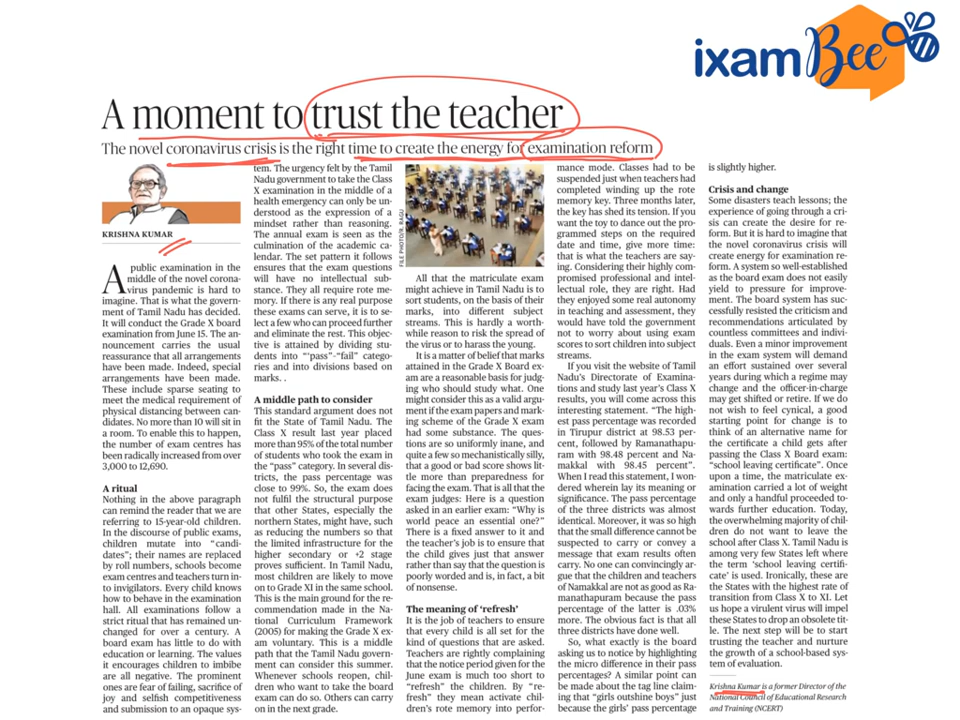 ixamBee
A moment to trust the teacher
The novel coronavirus crisis is the right time to create the energy for examination reform
KRISHNA KUMAR
A public examination in the
middle of the novel corona-
virus pandemic is hard to
imagine. That is what the govern-
ment of Tamil Nadu has decided.
It will conduct the Grade X board
examination from June 15. The an-
nouncement carries the usual
reassurance that all arrangements
have been made. Indeed, special
arrangements have been made.
These include sparse seating to
meet the medical requirement of
physical distancing between can-
didates. No more than 10 will sit in
a room. To enable this to happen,
the number of exam centres has
been radically increased from over
3,000 to 12,690.
A ritual
Nothing in the above paragraph
can remind the reader that we are
referring to 15-year-old children.
In the discourse of public exams,
children mutate into "candi-
dates"; their names are replaced
by roll numbers, schools become
exam centres and teachers turn in-
to invigilators. Every child knows
how to behave in the examination
hall. All examinations follow a
strict ritual that has remained un-
changed for over a century. A
board exam has little to do with
education or learning. The values
it encourages children to imbibe
are all negative. The prominent
ones are fear of failing, sacrifice of
joy and selfish competitiveness
and submission to an opaque sys-
tem. The urgency felt by the Tamil
Nadu government to take the Class
X examination in the middle of a
health emergency can only be un-
derstood as the expression of a
mindset rather than reasoning.
The annual exam is seen as the
culmination of the academic ca-
lendar. The set pattern it follows
ensures that the exam questions
will have no intellectual sub-
stance. They all require rote me-
mory. If there is any real purpose
these exams can serve, it is to se-
lect a few who can proceed further
and eliminate the rest. This objec-
tive is attained by dividing stu-
dents into "'pass"-"fail" catego-
ries and into divisions based on
marks. .
A middle path to consider
This standard argument does not
fit the State of Tamil Nadu. The
Class X result last year placed
more than 95% of the total number
of students who took the exam in
the "pass" category. In several dis-
tricts, the pass percentage was
close to 99%. So, the exam does
not fulfil the structural purpose
that other States, especially the
northern States, might have, such
as reducing the numbers so that
the limited infrastructure for the
higher secondary or +2 stage
proves sufficient. In Tamil Nadu,
most children are likely to move
on to Grade XI in the same school.
This is the main ground for the
recommendation made in the Na-
tional Curriculum Framework
(2005) for making the Grade X ex-
am voluntary. This is a middle
path that the Tamil Nadu govern-
ment can consider this summer.
Whenever schools reopen, chil-
dren who want to take the board
exam can do so. Others can carry
on in the next grade.
FILE PHOTO/R. RAGU
All that the matriculate exam
might achieve in Tamil Nadu is to
sort students, on the basis of their
marks, into different subject
streams. This is hardly a worth-
while reason to risk the spread of
the virus or to harass the young.
It is a matter of belief that marks
attained in the Grade X Board ex-
am are a reasonable basis for judg-
ing who should study what. One
might consider this as a valid argu-
ment if the exam papers and mark-
ing scheme of the Grade X exam
had some substance. The ques-
tions are so uniformly inane, and
quite a few so mechanistically silly,
that a good or bad score shows lit-
tle more than preparedness for
facing the exam. That is all that the
exam judges: Here is a question
asked in an earlier exam: "Why is
world peace an essential one?"
There is a fixed answer to it and
the teacher's job is to ensure that
the child gives just that answer
rather than say that the question is
poorly worded and is, in fact, a bit
of nonsense.
The meaning of 'refresh'
It is the job of teachers to ensure
that every child is all set for the
kind of questions that are asked.
Teachers are rightly complaining
that the notice period given for the
June exam is much too short to
"refresh" the children. By "re-
fresh" they mean activate chil-
dren's rote memory into perfor-
mance mode. Classes had to be
suspended just when teachers had
completed winding up the rote
memory key. Three months later,
the key has shed its tension. If you
want the toy to dance out the pro-
grammed steps on the required
date and time, give more time:
that is what the teachers are say-
ing. Considering their highly com-
promised professional and intel-
lectual role, they are right. Had
they enjoyed some real autonomy
in teaching and assessment, they
would have told the government
not to worry about using exam
scores to sort children into subject
streams.
If you visit the website of Tamil
Nadu's Directorate of Examina-
tions and study last year's Class X
results, you will come across this
interesting statement. "The high-
est pass percentage was recorded
in Tirupur district at 98.53 per-
cent, followed by Ramanathapu-
ram with 98.48 percent and Na-
makkal with 98.45 percent".
When I read this statement, I won-
dered wherein lay its meaning or
significance. The pass percentage
of the three districts was almost
identical. Moreover, it was so high
that the small difference cannot be
suspected to carry or convey a
message that exam results often
carry. No one can convincingly ar-
gue that the children and teachers
of Namakkal are not as good as Ra-
manathapuram because the pass
percentage of the latter is .03%
more. The obvious fact is that all
three districts have done well.
So, what exactly is the board
asking us to notice by highlighting
the micro difference in their pass
percentages? A similar point can
be made about the tag line claim-
ing that "girls outshine boys" just
because the girls' pass percentage
is slightly higher.
Crisis and change
Some disasters teach lessons; the
experience of going through a cri-
sis can create the desire for re-
form. But it is hard to imagine that
the novel coronavirus crisis will
create energy for examination re-
form. A system so well-established
as the board exam does not easily
yield to pressure for improve-
ment. The board system has suc-
cessfully resisted the criticism and
recommendations articulated by
countless committees and indivi-
duals. Even a minor improvement
in the exam system will demand
an effort sustained over several
years during which a regime may
change and the officer-in-charge
may get shifted or retire. If we do
not wish to feel cynical, a good
starting point for change is to
think of an alternative name for
the certificate a child gets after
passing the Class X Board exam:
"school leaving certificate". Once
upon a time, the matriculate ex-
amination carried a lot of weight
and only a handful proceeded to-
wards further education. Today,
the overwhelming majority of chil-
dren do not want to leave the
school after Class X. Tamil Nadu is
among very few States left where
the term 'school leaving certifi-
cate' is used. Ironically, these are
the States with the highest rate of
transition from Class X to XI. Let
us hope a virulent virus will impel
these States to drop an obsolete ti-
tle. The next step will be to start
trusting the teacher and nurture
the growth of a school-based sys-
tem of evaluation.
Krishna Kumar is a former Director of the
National Council of Educational Research
and Training (NCERT)